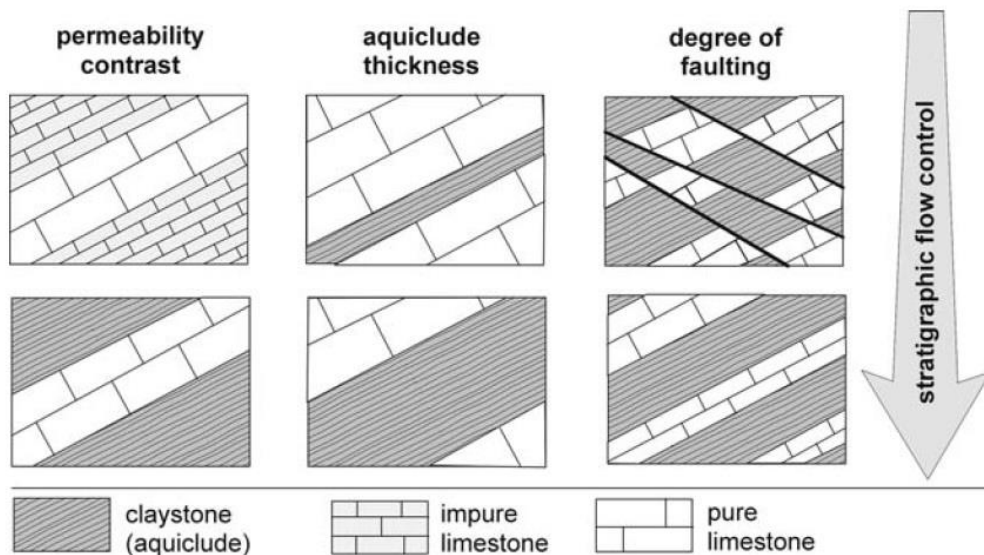 permeability
contrast
aquiclude
thickness
degree of
faulting
stratigraphic flow control
claystone
(aquiclude)
impure
limestone
pure
limestone